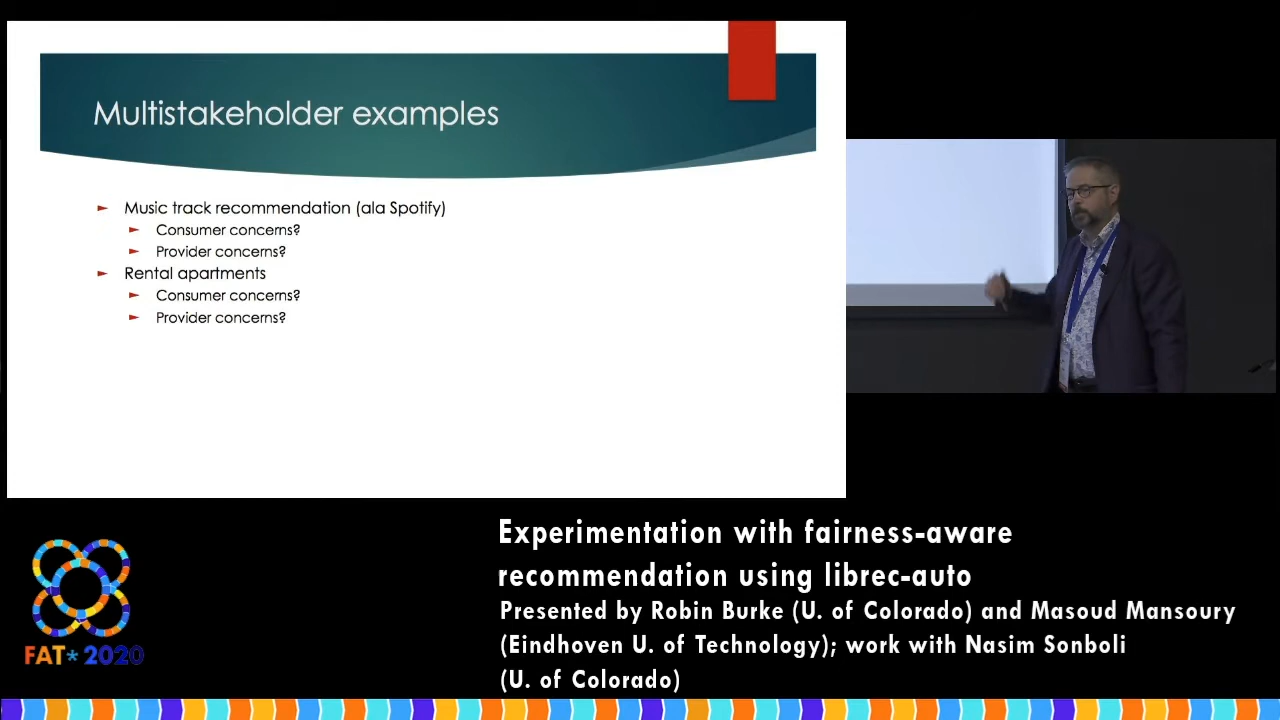 Multistakeholder examples
► Music track recommendation (ala Spotify)
► Consumer concerns?
► Provider concerns?
► Rental apartments
► Consumer concerns?
► Provider concerns?
Experimentation with fairness-aware
recommendation using librec-auto
Presented by Robin Burke (U. of Colorado) and Masoud Mansoury
(Eindhoven U. of Technology); work with Nasim Sonboli
(U. of Colorado)
FAT* 2020